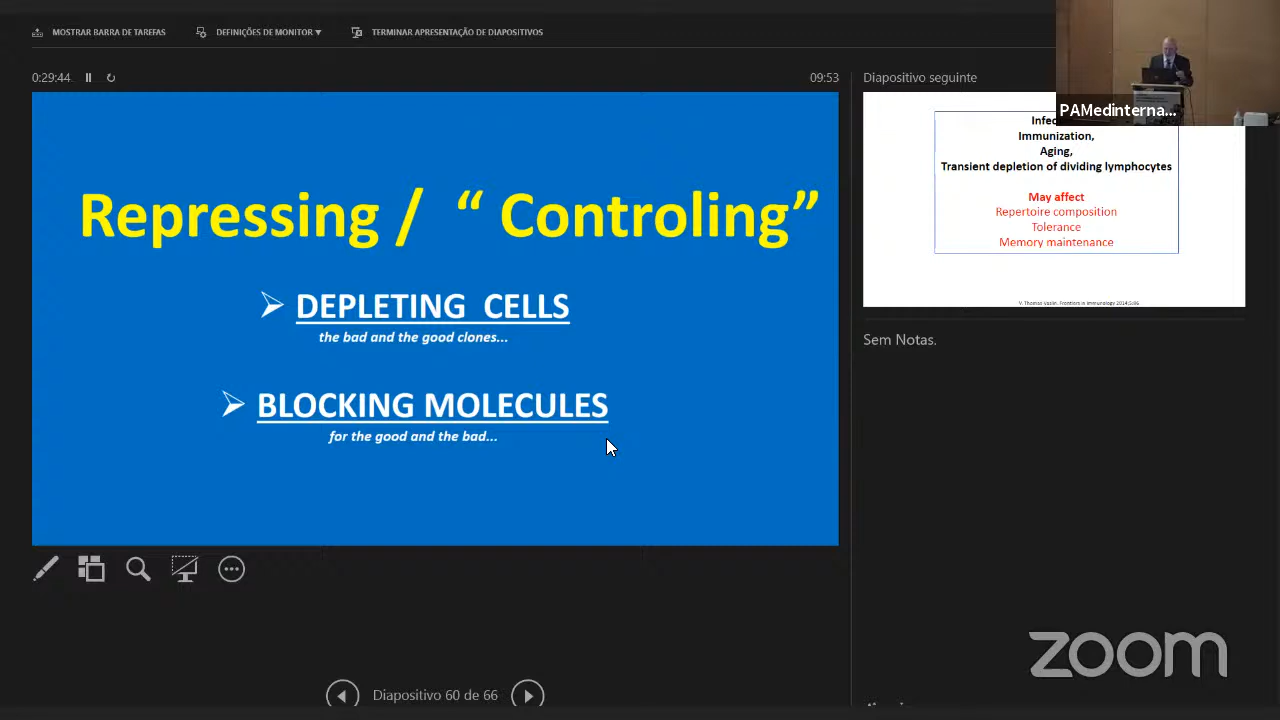 MOSTRAR BARRA DE TAREFAS
DEFINIÇÕES DE MONITOR ▼
TERMINAR APRESENTAÇÃO DE DIAPOSITIVOS
0:29:44
09:53
Diapositivo seguinte
PAMedinterna...
Repressing / “ Controling”
➢ DEPLETING CELLS
the bad and the good clones...
➢ BLOCKING MOLECULES
for the good and the bad...
Immunization,
Aging,
Transient depletion of dividing lymphocytes
May affect
Repertoire composition
Tolerance
Memory maintenance
Frontiers in Immunology
Sem Notas.
Diapositivo 60 de 66
zoom